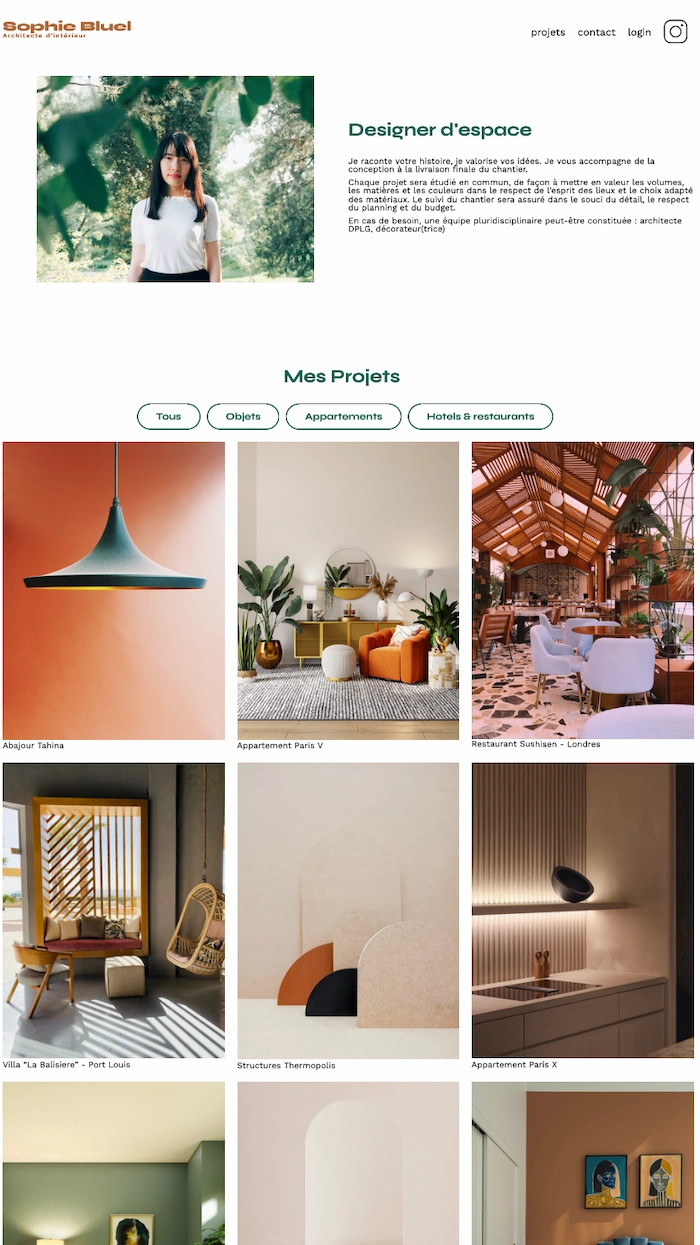 Sophie Bluel
Architecte d'intérieur
projets contact login
Designer d'espace
Je raconte votre histoire, je valorise vos idées. Je vous accompagne de la
conception à la livraison finale du chantier.
Chaque projet sera étudié en commun, de façon à mettre en valeur les volumes,
les matières et les couleurs dans le respect de l'esprit des lieux et le choix adapté
des matériaux. Le suivi du chantier sera assuré dans le souci du détail, le respect
du planning et du budget.
En cas de besoin, une équipe pluridisciplinaire peut-être constituée : architecte
DPLG, décorateur(trice)
Mes Projets
Tous Objets Appartements Hotels & restaurants
Abajour Tahina
Appartement Paris V
Restaurant Sushisen - Londres
Villa “La Balisiere” - Port Louis
Structures Thermopolis
Appartement Paris X